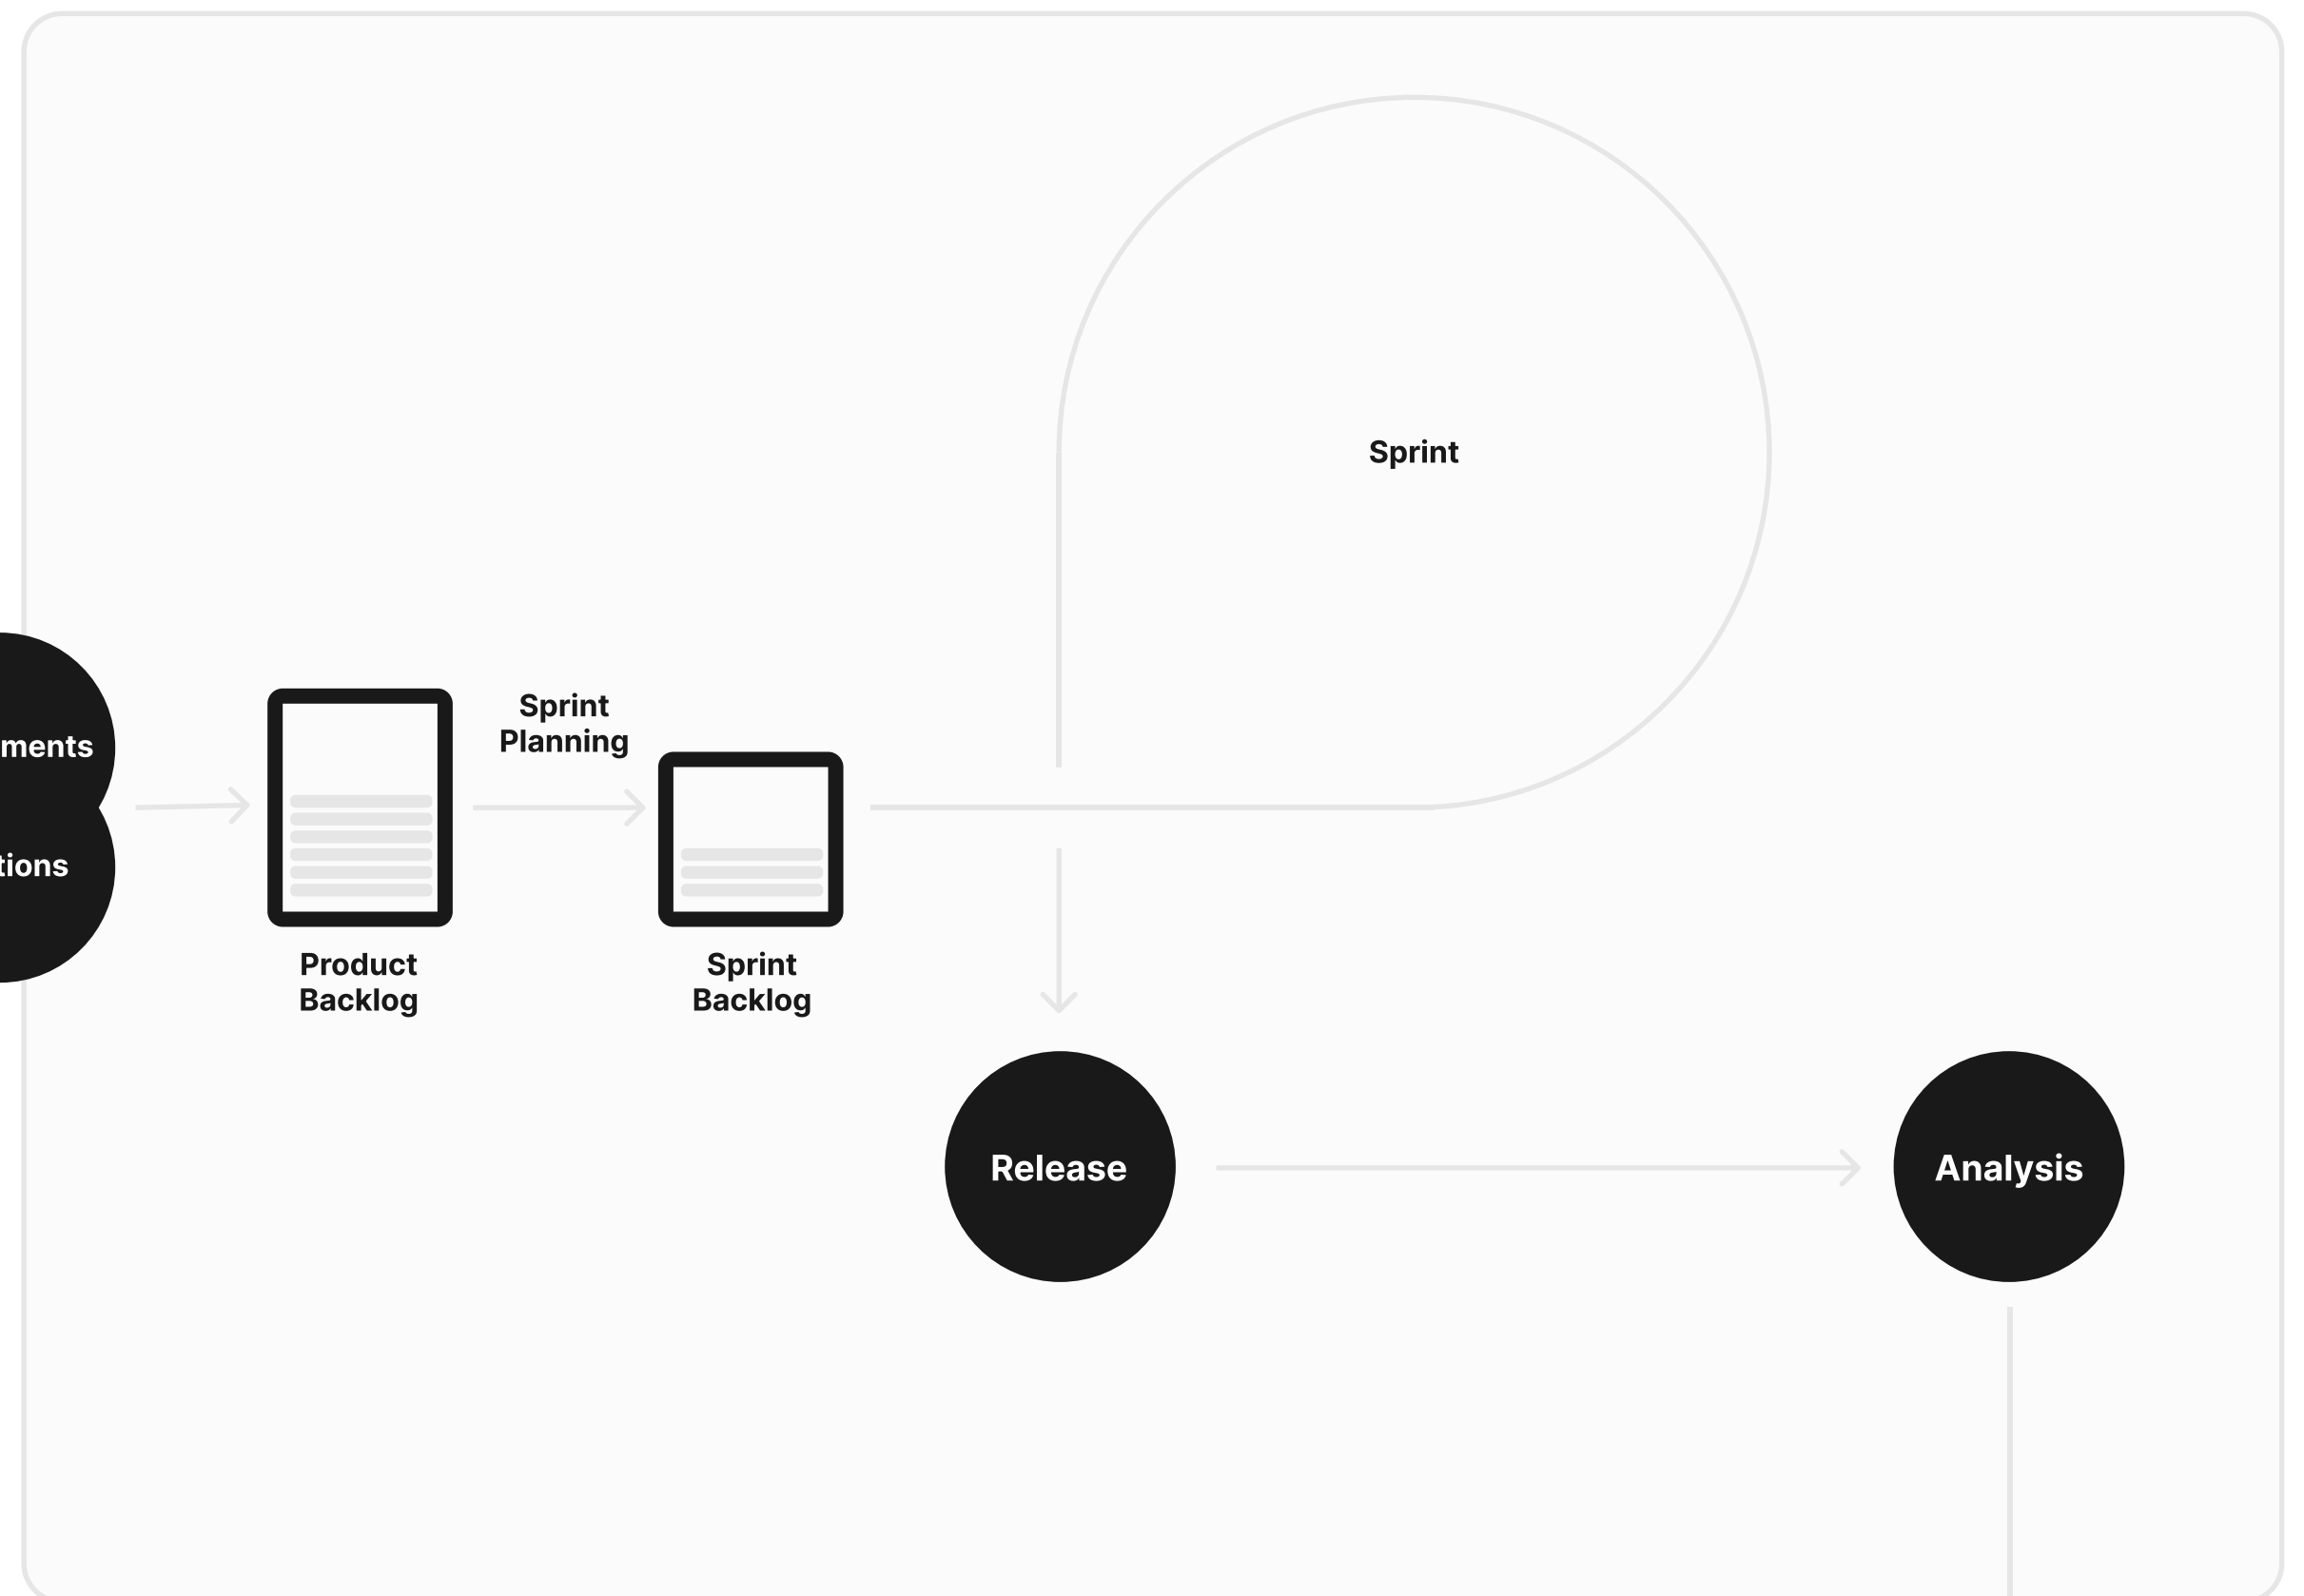 Sprint
Sprint
Planning
ments
tions
Product
Backlog
Sprint
Backlog
Release
Analysis